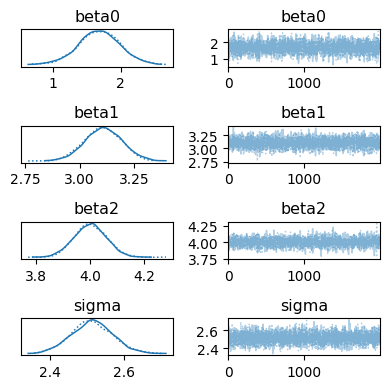 beta0 beta0
2
1
1 2 0 1000
beta1 beta1
3.25
3.00
2.75
2.75 3.00 3.25 0 1000
beta2 beta2
4.25
4.00
3.75
3.8 4.0 4.2 0 1000
sigma sigma
2.6
2.4
2.4 2.6 0 1000